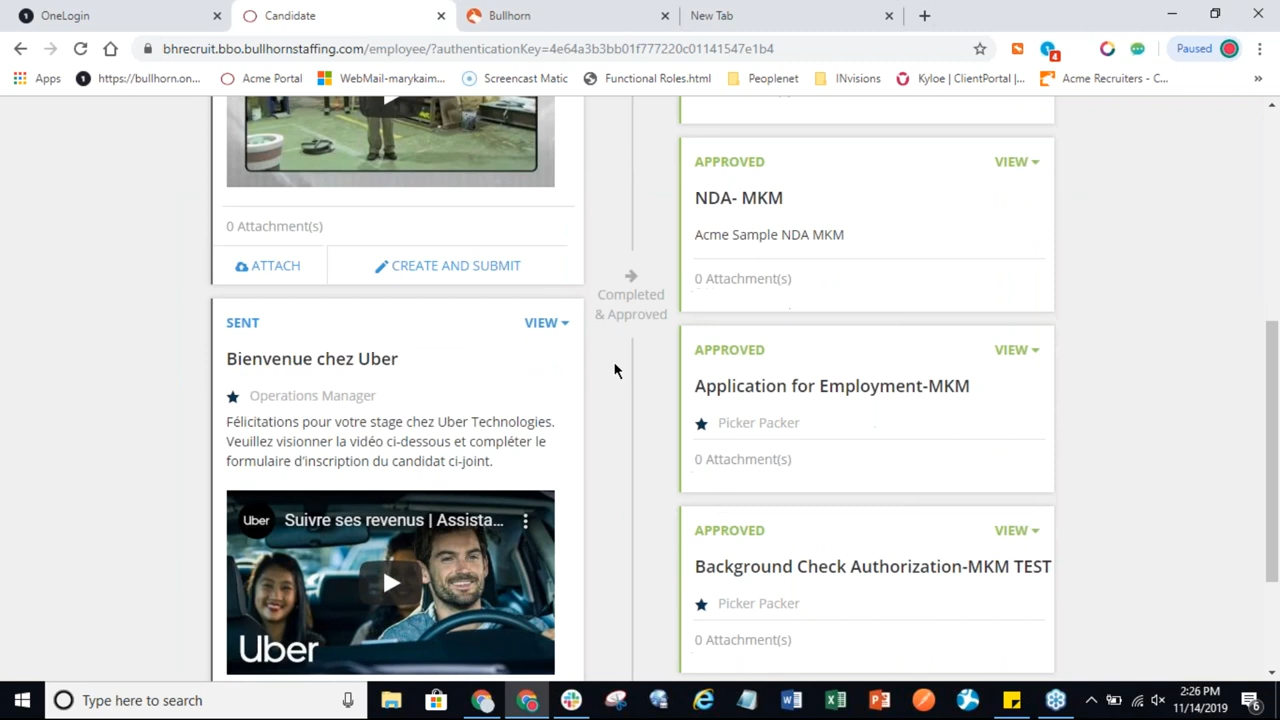 OneLogin
Candidate
Bullhorn
New Tab
bhrecruit.bbo.bullhornstaffing.com/employee/?authenticationKey=4e64a3b3bb01f777220c01141547e1b4
4
Paused
Apps
https://bullhorn.on...
Acme Portal
WebMail-marykaim...
Screencast Matic
Functional Roles.html
Peoplenet
INvisions
Kyloe | ClientPortal |...
Acme Recruiters - C...
»
0 Attachment(s)
ATTACH
CREATE AND SUBMIT
SENT
VIEW
Bienvenue chez Uber
Operations Manager
Félicitations pour votre stage chez Uber Technologies.
Veuillez visionner la vidéo ci-dessous et compléter le
formulaire d'inscription du candidat ci-joint.
Uber
Suivre ses revenus | Assista...
Uber
Completed
& Approved
APPROVED
VIEW
NDA- MKM
Acme Sample NDA MKM
0 Attachment(s)
APPROVED
VIEW
Application for Employment-MKM
Picker Packer
0 Attachment(s)
APPROVED
VIEW
Background Check Authorization-MKM TEST
Picker Packer
0 Attachment(s)
Type here to search
2:26 PM
11/14/2019
6